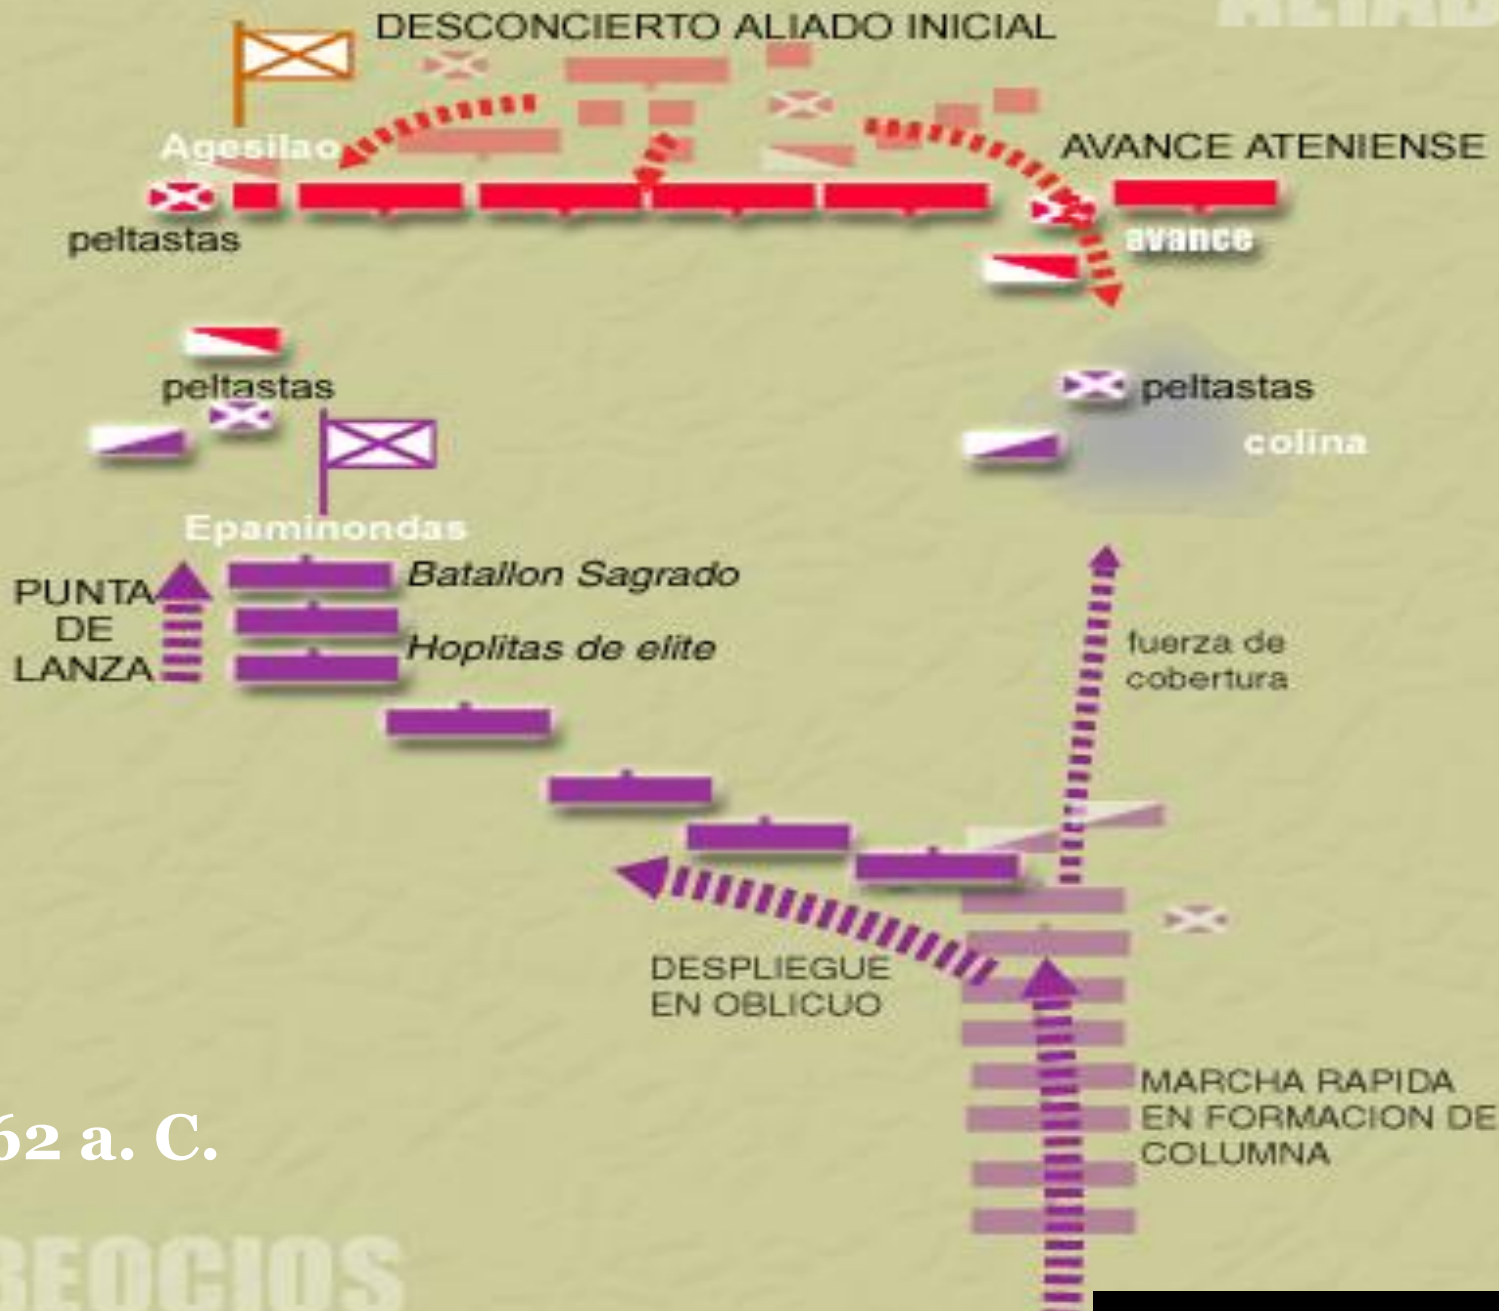 DESCONCIERTO ALIADO INICIAL
Agesilao
AVANCE ATENIENSE
peltastas
avance
peltastas
peltastas
colina
Epaminondas
Batallon Sagrado
PUNTA
DE
LANZA
Hoplitas de elite
fuerza de
cobertura
DESPLIEGUE
EN OBLICUO
MARCHA RAPIDA
EN FORMACION DE
COLUMNA
62 a. C.
BEOCIOS